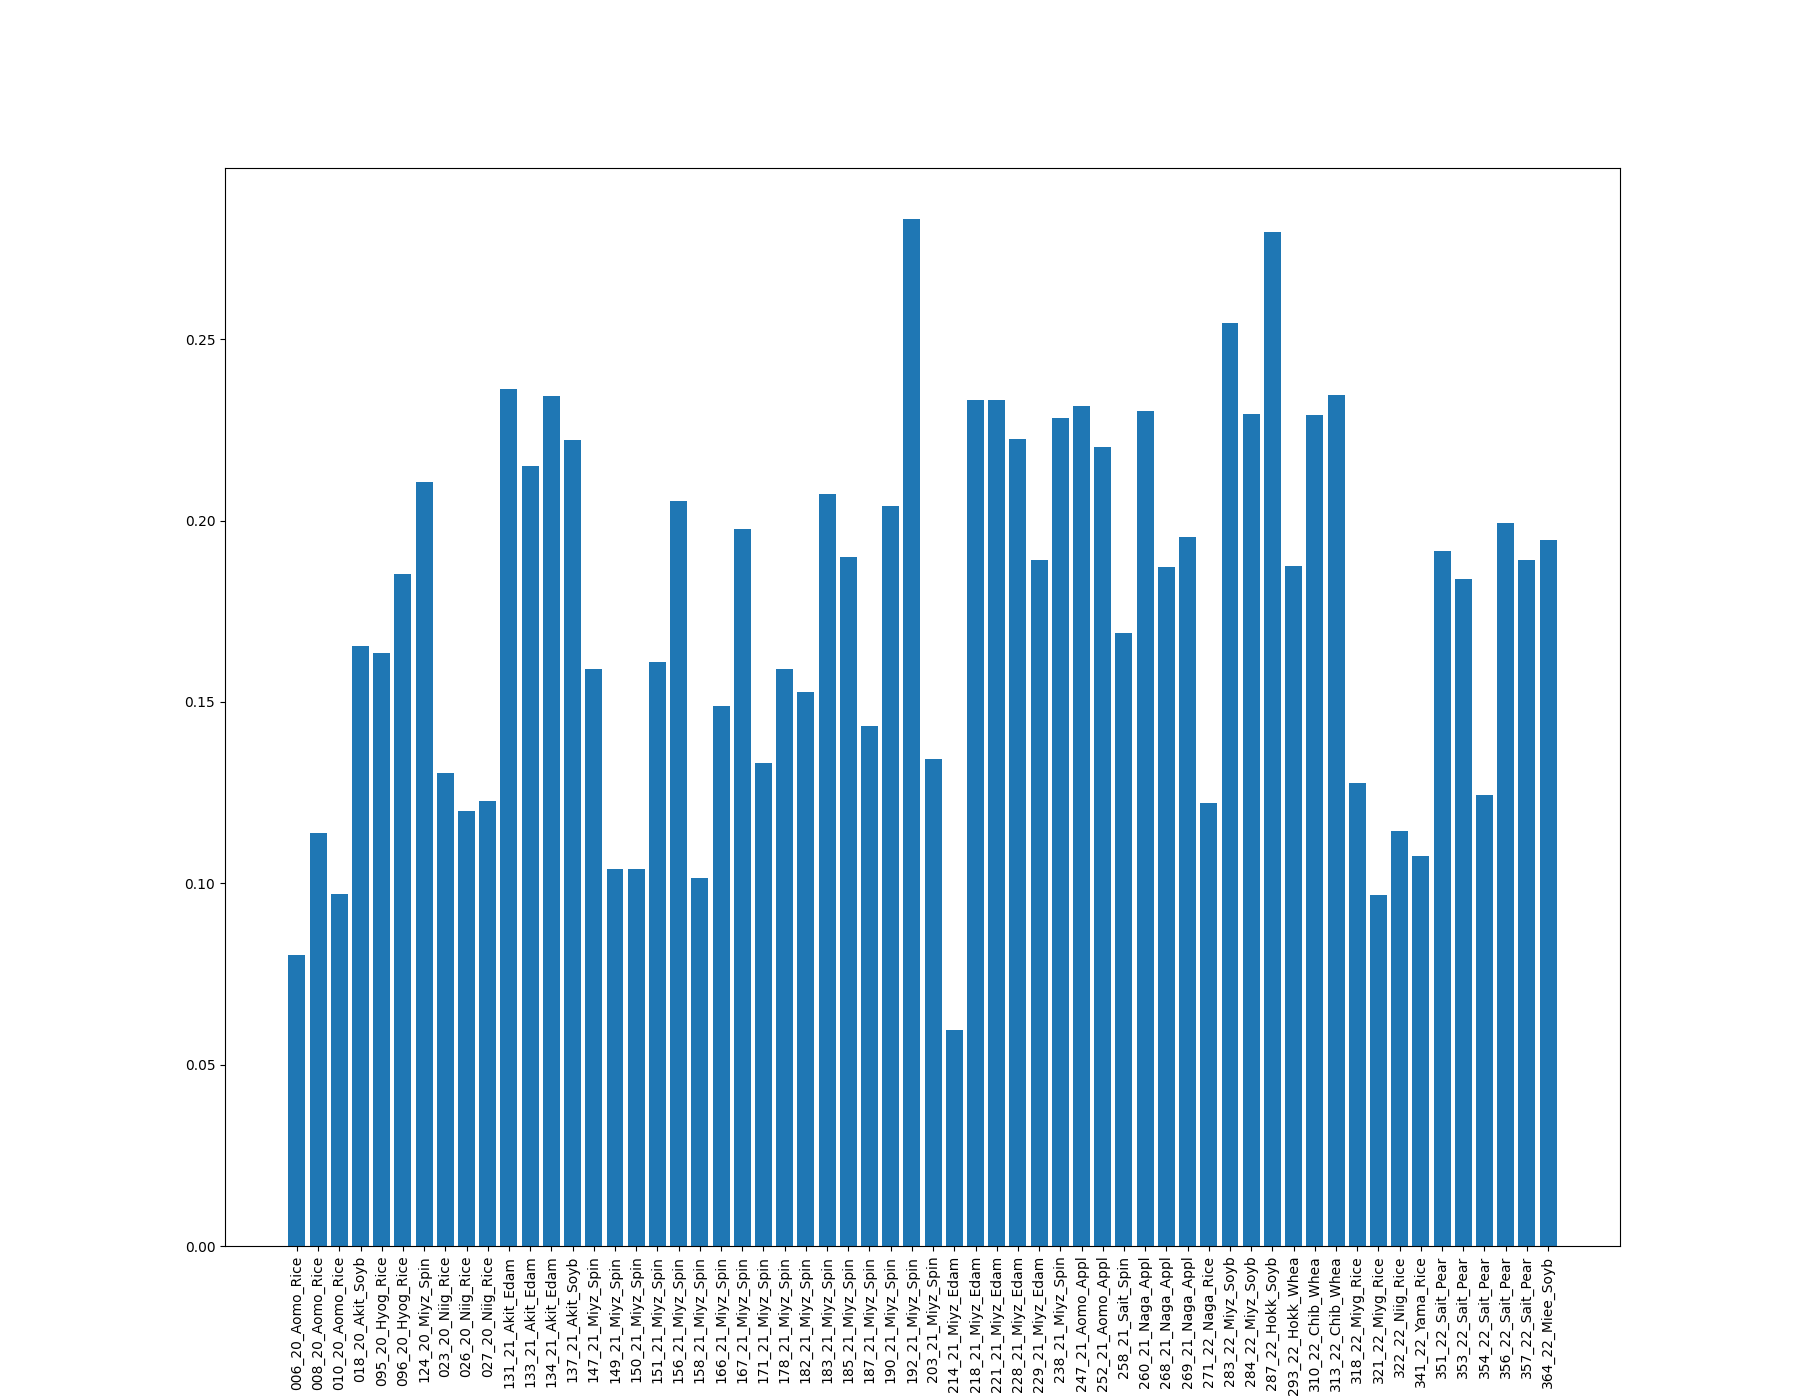 0.25
0.20
0.15
0.10
0.05
0.00
006_20_Aomo_Rice
008_20_Aomo_Rice
010_20_Aomo_Rice
018_20_Akit_Soyb
095_20_Hyog_Rice
096_20_Hyog_Rice
124_20_Miyz_Spin
023_20_Niig_Rice
026_20_Niig_Rice
027_20_Niig_Rice
131_21_Akit_Edam
133_21_Akit_Edam
134_21_Akit_Edam
137_21_Akit_Soyb
147_21_Miyz_Spin
149_21_Miyz_Spin
150_21_Miyz_Spin
151_21_Miyz_Spin
156_21_Miyz_Spin
158_21_Miyz_Spin
166_21_Miyz_Spin
167_21_Miyz_Spin
171_21_Miyz_Spin
178_21_Miyz_Spin
182_21_Miyz_Spin
183_21_Miyz_Spin
185_21_Miyz_Spin
187_21_Miyz_Spin
190_21_Miyz_Spin
192_21_Miyz_Spin
203_21_Miyz_Spin
214_21_Miyz_Edam
218_21_Miyz_Edam
221_21_Miyz_Edam
228_21_Miyz_Edam
229_21_Miyz_Edam
238_21_Miyz_Spin
247_21_Aomo_Appl
252_21_Aomo_Appl
258_21_Sait_Spin
260_21_Naga_Appl
268_21_Naga_Appl
269_21_Naga_Appl
271_22_Naga_Rice
283_22_Miyz_Soyb
284_22_Miyz_Soyb
287_22_Hokk_Soyb
293_22_Hokk_Whea
310_22_Chib_Whea
313_22_Chib_Whea
318_22_Miyg_Rice
321_22_Miyg_Rice
322_22_Niig_Rice
341_22_Yama_Rice
351_22_Sait_Pear
353_22_Sait_Pear
354_22_Sait_Pear
356_22_Sait_Pear
357_22_Sait_Pear
364_22_Miee_Soyb